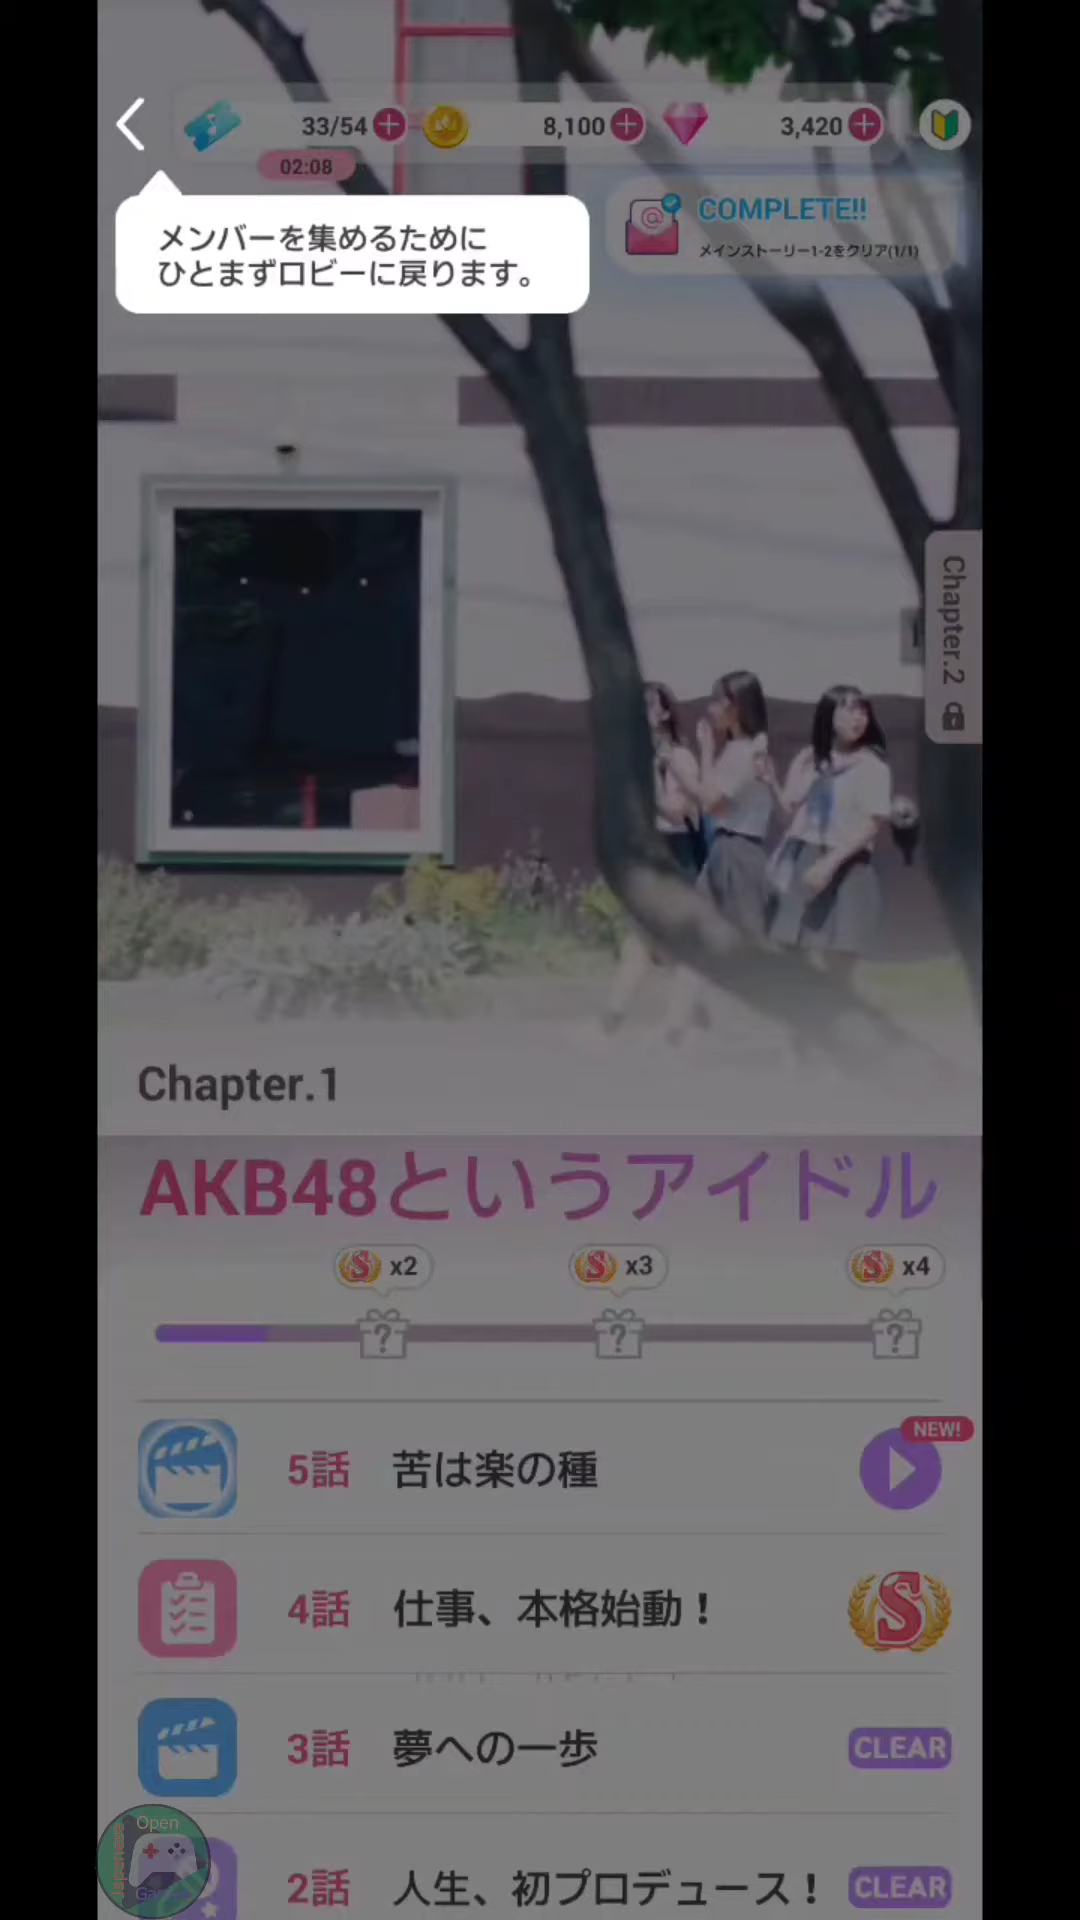 33/54
8,100
3,420
02:08
メンバーを集めるために
ひとまずロビーに戻ります。
COMPLETE!!
メインストーリー1-2をクリア(1/1)
Chapter.2
Chapter.1
AKB48というアイドル
S x2
S x3
S x4
? ? ?
NEW!
5話 苦は楽の種
4話 仕事、本格始動！ S
3話 夢への一歩 CLEAR
2話 人生、初プロデュース！ CLEAR
Open
Japanese